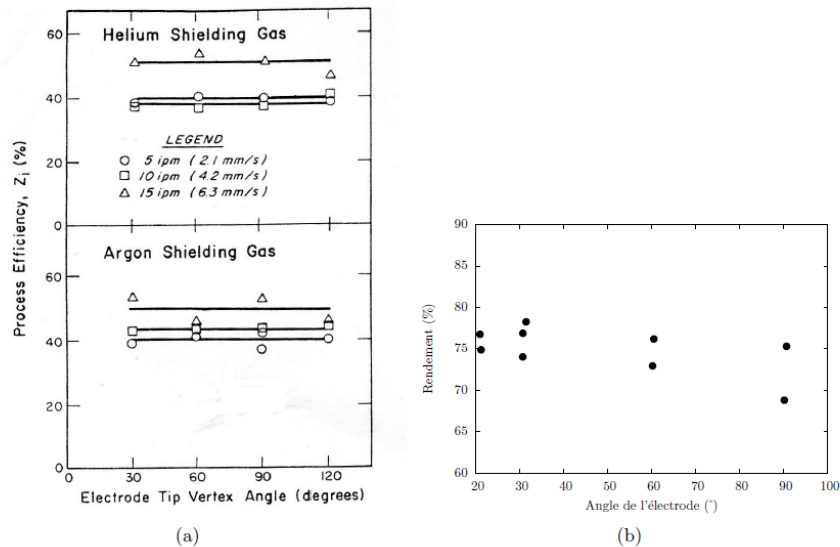 Helium Shielding Gas
60
40
20
0
LEGEND
○ 5 ipm (2.1 mm/s)
□ 10 ipm (4.2 mm/s)
△ 15 ipm (6.3 mm/s)
Process Efficiency, Zi (%)
Argon Shielding Gas
60
40
20
0
0 30 60 90 120
Electrode Tip Vertex Angle (degrees)
(a)
90
85
80
75
70
65
60
Rendement (%)
20 30 40 50 60 70 80 90 100
Angle de l'électrode (°)
(b)